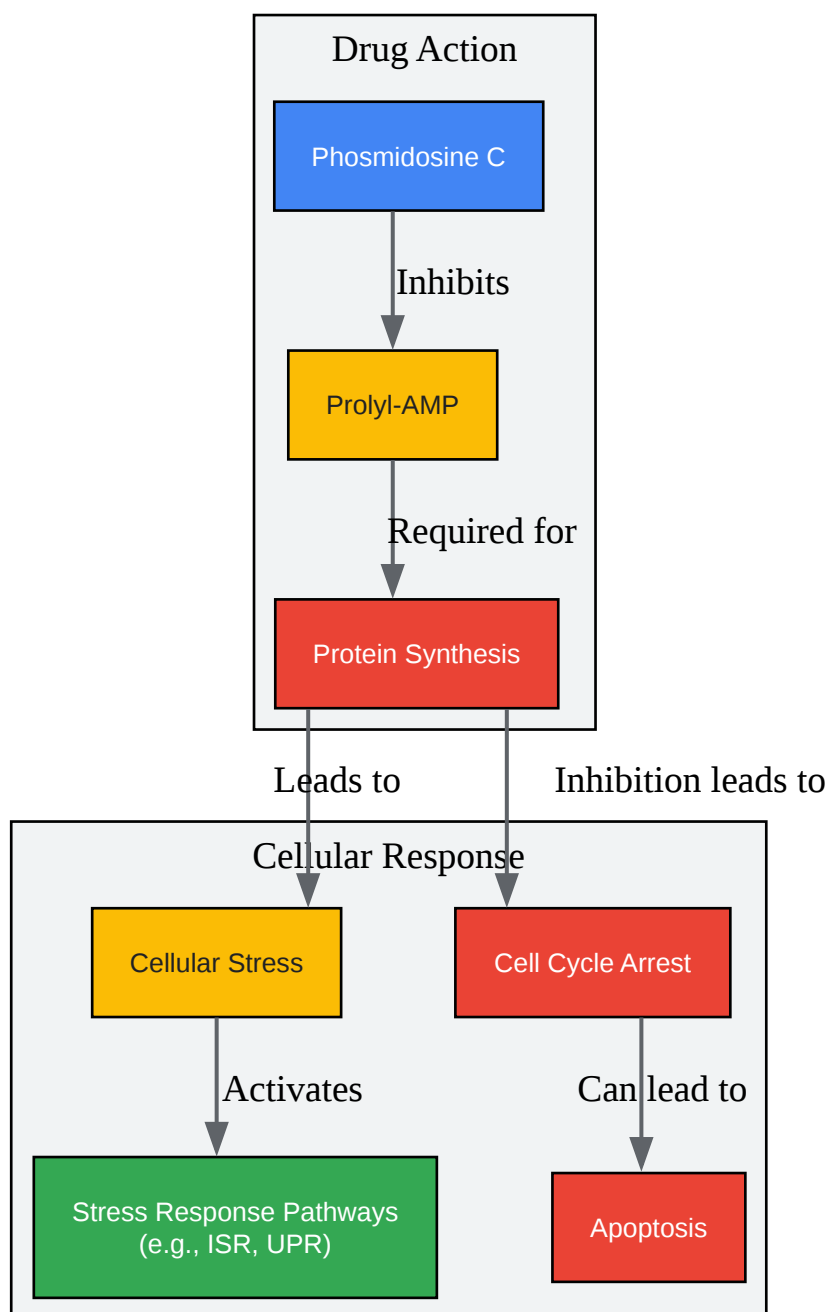 Drug Action
Phosmidosine C
Inhibits
Prolyl-AMP
Required for
Protein Synthesis
Leads to
Inhibition leads to
Cellular Response
Cellular Stress
Cell Cycle Arrest
Activates
Can lead to
Stress Response Pathways
(e.g., ISR, UPR)
Apoptosis